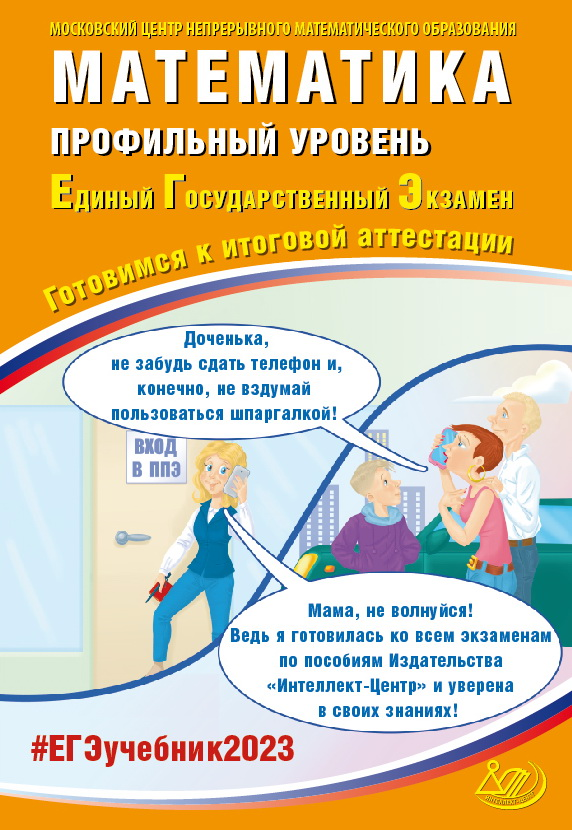 МОСКОВСКИЙ ЦЕНТР НЕПРЕРЫВНОГО МАТЕМАТИЧЕСКОГО ОБРАЗОВАНИЯ
МАТЕМАТИКА
ПРОФИЛЬНЫЙ УРОВЕНЬ
ЕДИНЫЙ ГОСУДАРСТВЕННЫЙ ЭКЗАМЕН
Готовимся к итоговой аттестации
Доченька,
не забудь сдать телефон и,
конечно, не вздумай
пользоваться шпаргалкой!
ВХОД
В ППЭ
Мама, не волнуйся!
Ведь я готовилась ко всем экзаменам
по пособиям Издательства
«Интеллект-Центр» и уверена
в своих знаниях!
#ЕГЭучебник2023
ИНТЕЛЛЕКТ-ЦЕНТР